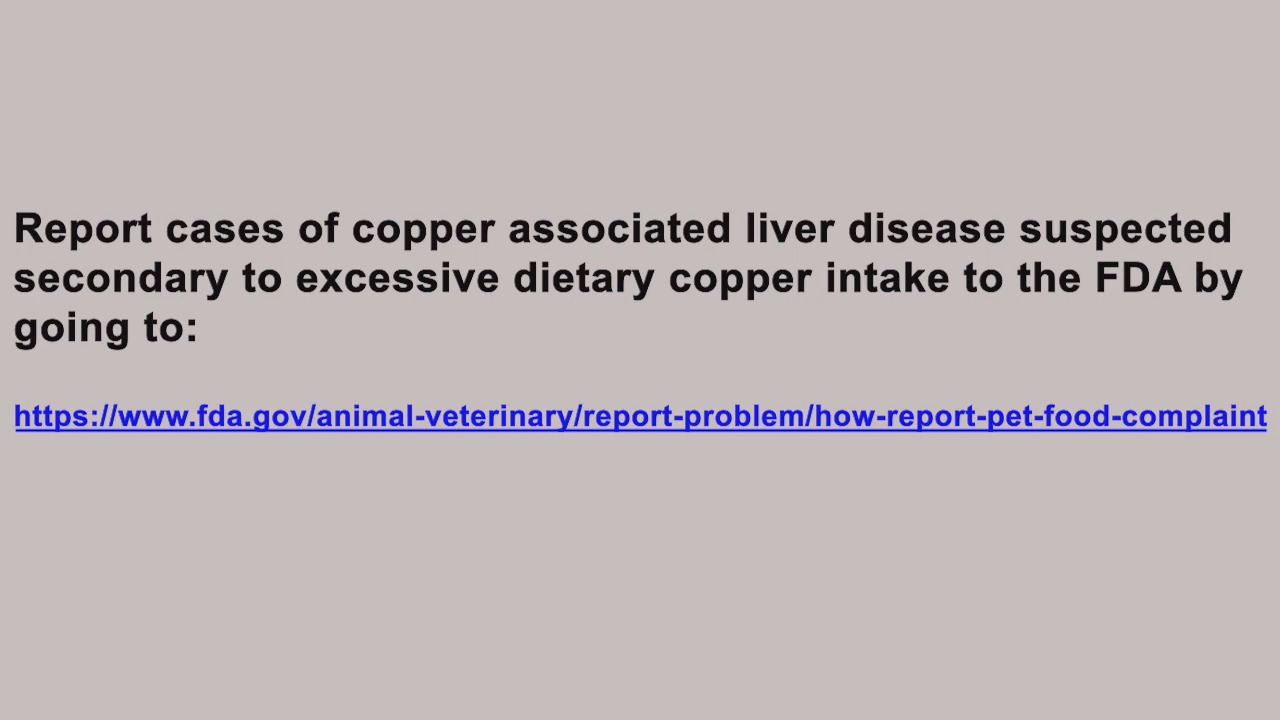 Report cases of copper associated liver disease suspected
secondary to excessive dietary copper intake to the FDA by
going to:
https://www.fda.gov/animal-veterinary/report-problem/how-report-pet-food-complaint